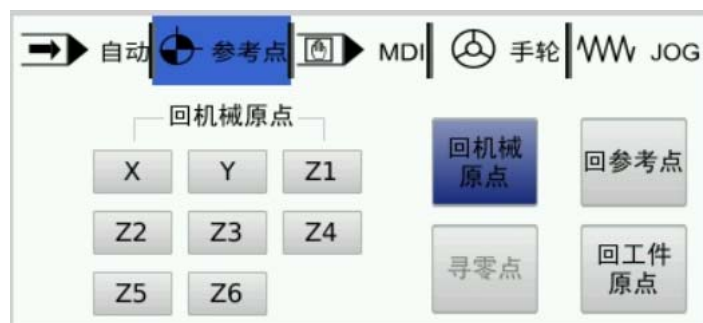 自动 参考点 MDI 手轮 JOG
回机械原点
X Y Z1
Z2 Z3 Z4
Z5 Z6
回机械
原点
回参考点
寻零点
回工件
原点